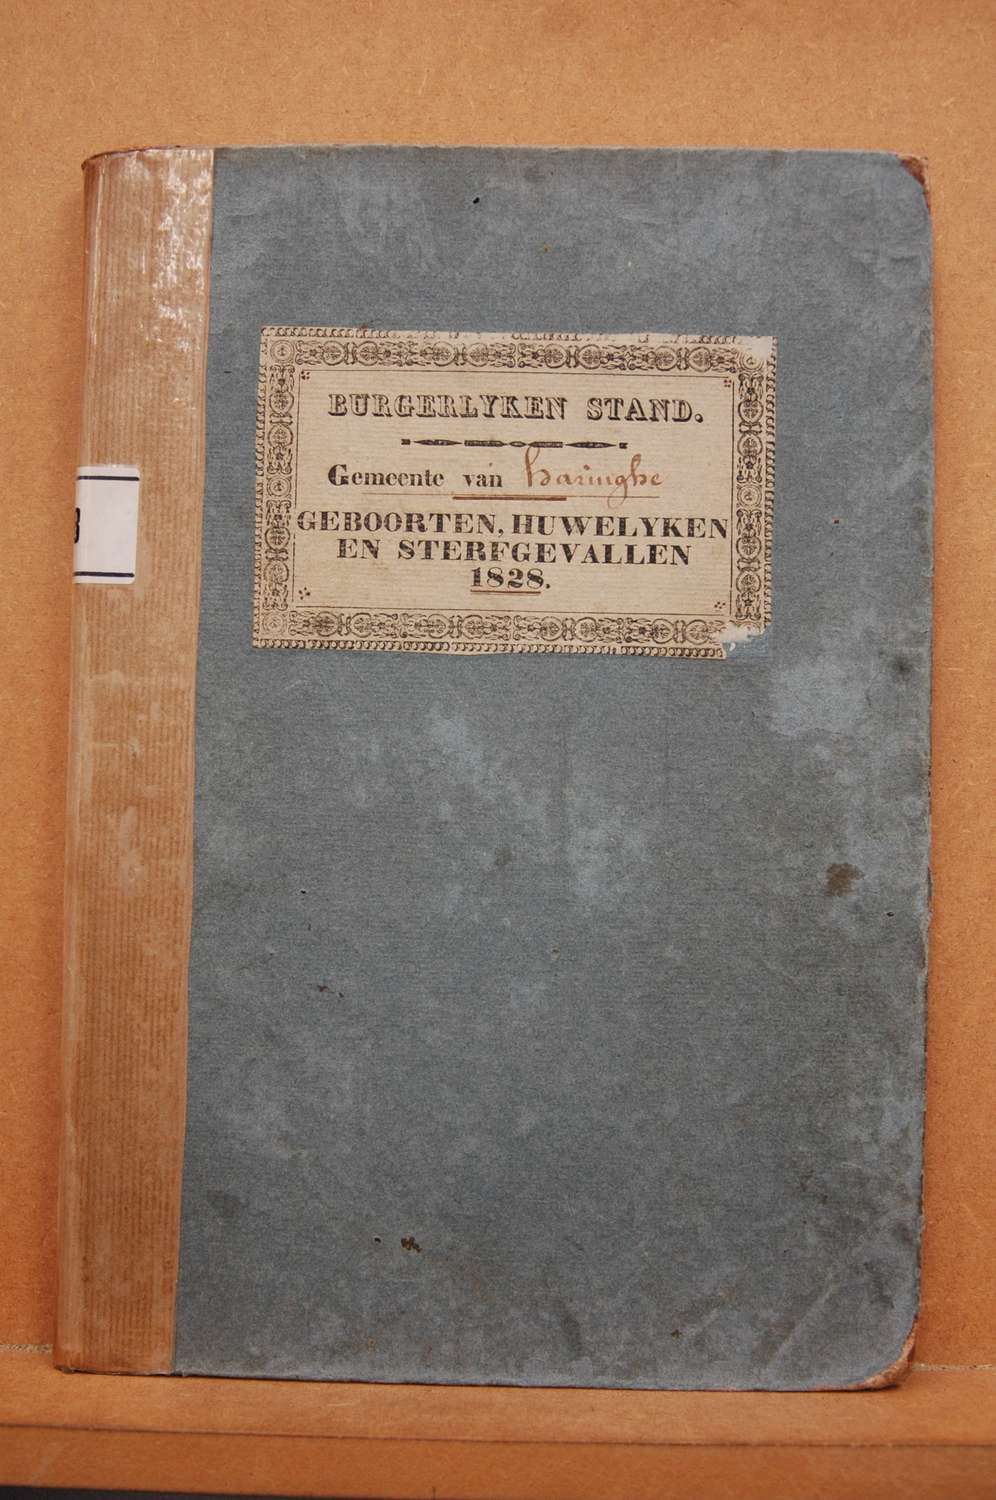 BURGERLYKEN STAND.
Gemeente van Haringhe
GEBOORTEN, HUWELYKEN
EN STERFGEVALLEN
1828.